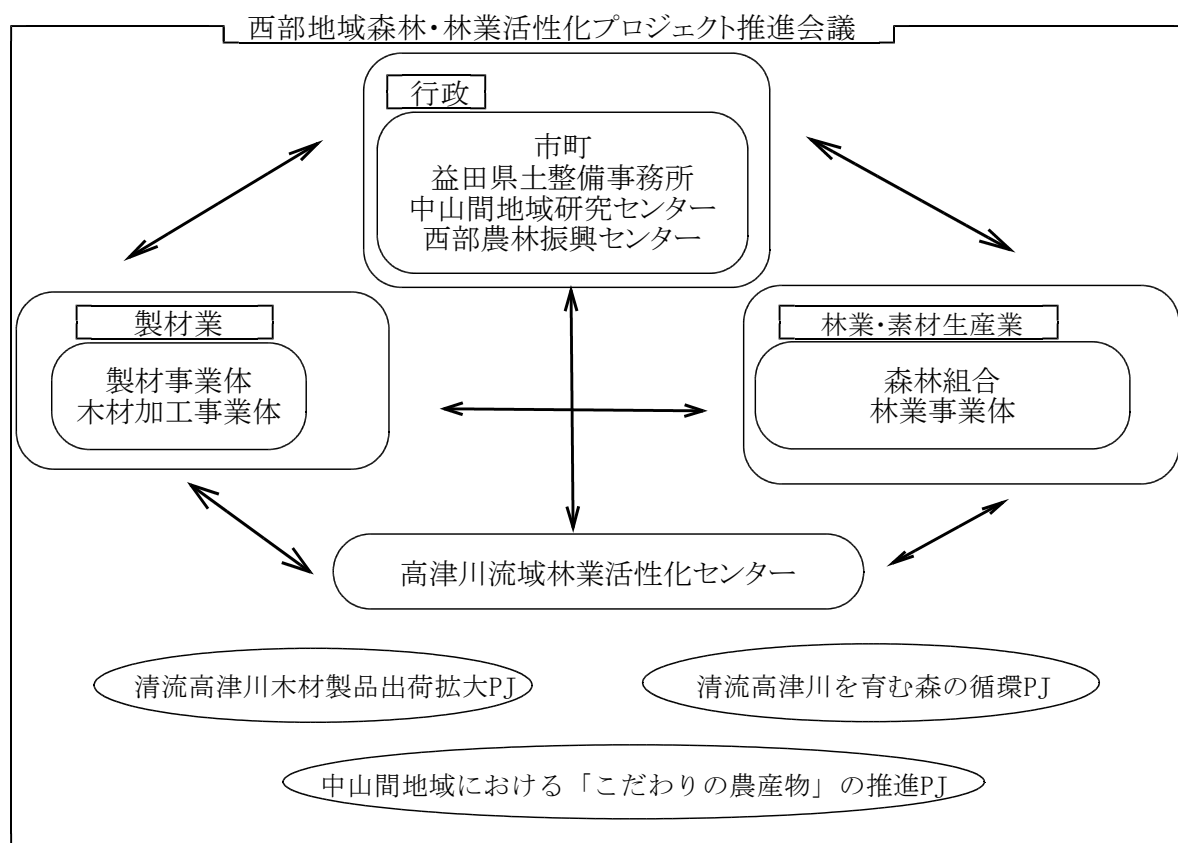 西部地域森林・林業活性化プロジェクト推進会議
行政
市町
益田県土整備事務所
中山間地域研究センター
西部農林振興センター
製材業
製材事業体
木材加工事業体
林業・素材生産業
森林組合
林業事業体
高津川流域林業活性化センター
清流高津川木材製品出荷拡大PJ
清流高津川を育む森の循環PJ
中山間地域における「こだわりの農産物」の推進PJ